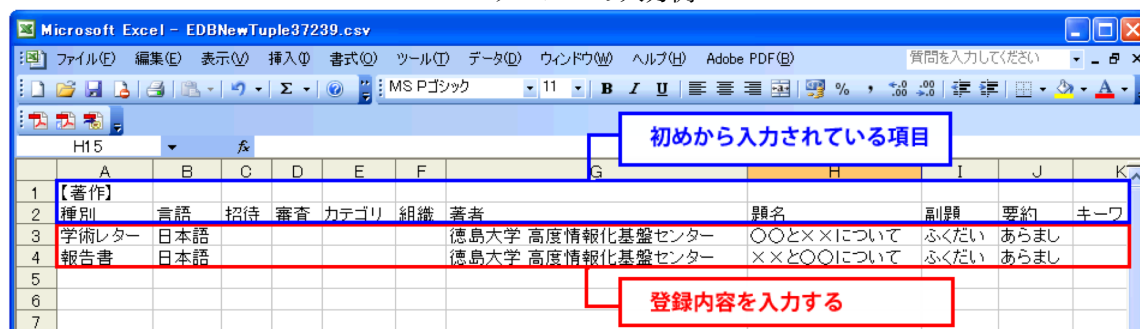 Microsoft Excel - EDBNewTuple37239.csv
ファイル(F) 編集(E) 表示(V) 挿入(I) 書式(O) ツール(T) データ(D) ウィンドウ(W) ヘルプ(H) Adobe PDF(B) 質問を入力してください
MS Pゴシック 11 B I U
初めから入力されている項目
H15 fx
A B C D E F G H I J K
1 【著作】
2 種別 言語 招待 審査 カテゴリ 組織 著者 題名 副題 要約 キーワ
3 学術レター 日本語 徳島大学 高度情報化基盤センター 〇〇と××について ふくだい あらまし
4 報告書 日本語 徳島大学 高度情報化基盤センター ××と〇〇について ふくだい あらまし
5
6
登録内容を入力する
7